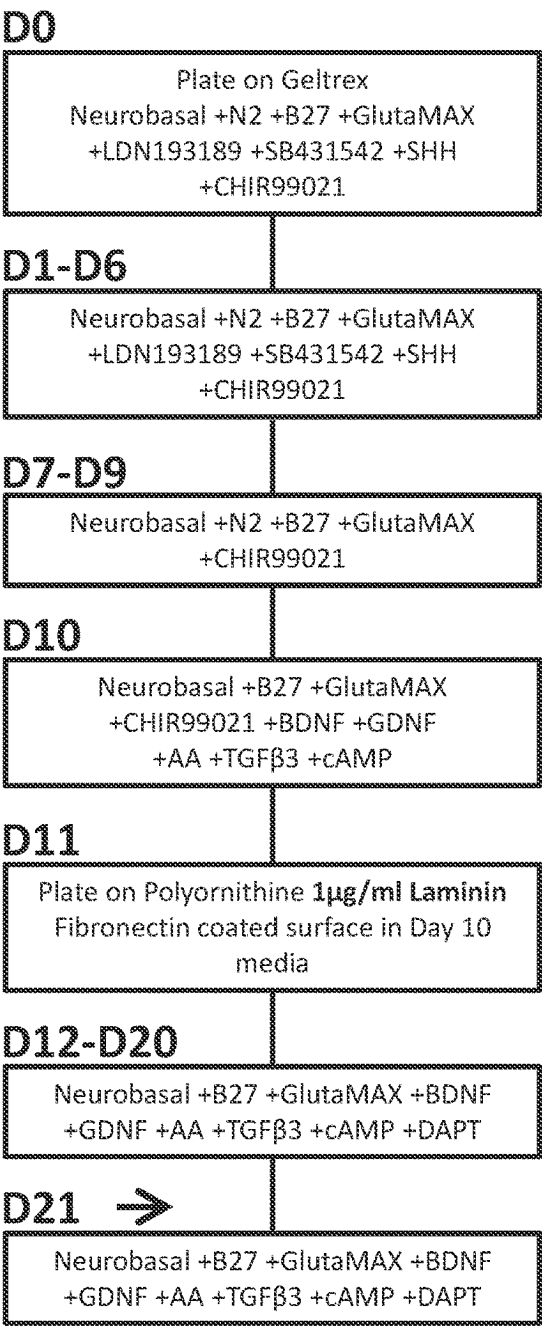 D0
Plate on Geltrex
Neurobasal +N2 +B27 +GlutaMAX
+LDN193189 +SB431542 +SHH
+CHIR99021
D1-D6
Neurobasal +N2 +B27 +GlutaMAX
+LDN193189 +SB431542 +SHH
+CHIR99021
D7-D9
Neurobasal +N2 +B27 +GlutaMAX
+CHIR99021
D10
Neurobasal +B27 +GlutaMAX
+CHIR99021 +BDNF +GDNF
+AA +TGFβ3 +cAMP
D11
Plate on Polyornithine 1μg/ml Laminin
Fibronectin coated surface in Day 10
media
D12-D20
Neurobasal +B27 +GlutaMAX +BDNF
+GDNF +AA +TGFβ3 +cAMP +DAPT
D21 →
Neurobasal +B27 +GlutaMAX +BDNF
+GDNF +AA +TGFβ3 +cAMP +DAPT